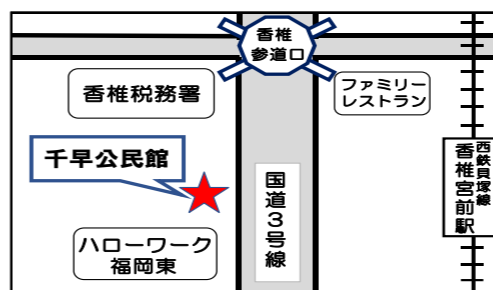 香椎
参道口
香椎税務署
ファミリー
レストラン
千早公民館
国道3号線
西鉄貝塚線
香椎宮前駅
ハローワーク
福岡東